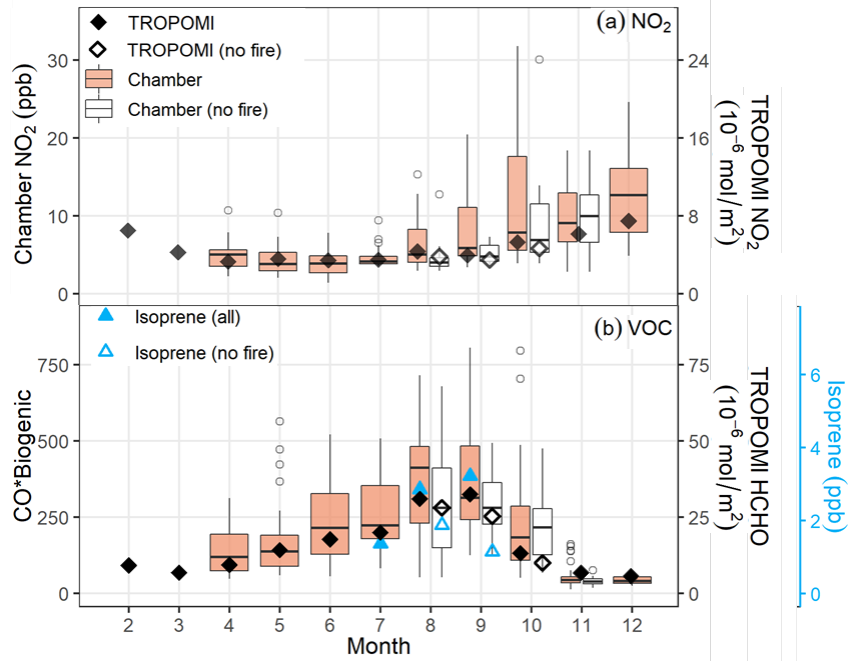 TROPOMI
TROPOMI (no fire)
Chamber
Chamber (no fire)
(a) NO₂
Chamber NO₂ (ppb)
30
20
10
0
24
16
8
0
TROPOMI NO₂
(10⁻⁶ mol/m²)
Isoprene (all)
Isoprene (no fire)
(b) VOC
CO*Biogenic
750
500
250
0
75
50
25
0
TROPOMI HCHO
(10⁻⁶ mol/m²)
6
4
2
0
Isoprene (ppb)
2 3 4 5 6 7 8 9 10 11 12
Month